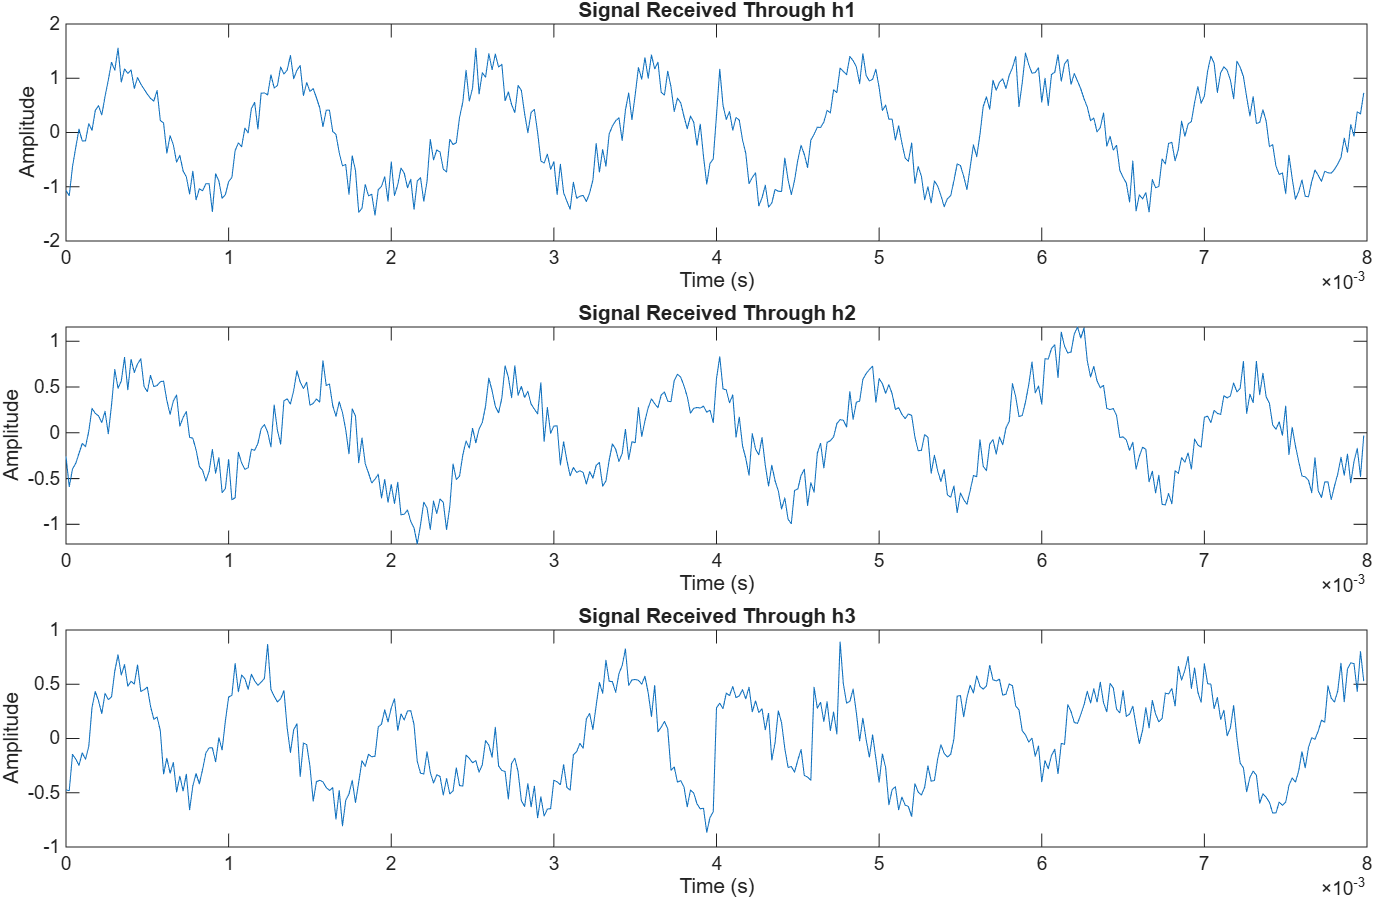 Signal Received Through h1
2
1
0
-1
-2
Amplitude
0 1 2 3 4 5 6 7 8
Time (s)
×10-3
Signal Received Through h2
1
0.5
0
-0.5
-1
Amplitude
0 1 2 3 4 5 6 7 8
Time (s)
×10-3
Signal Received Through h3
1
0.5
0
-0.5
-1
Amplitude
0 1 2 3 4 5 6 7 8
Time (s)
×10-3